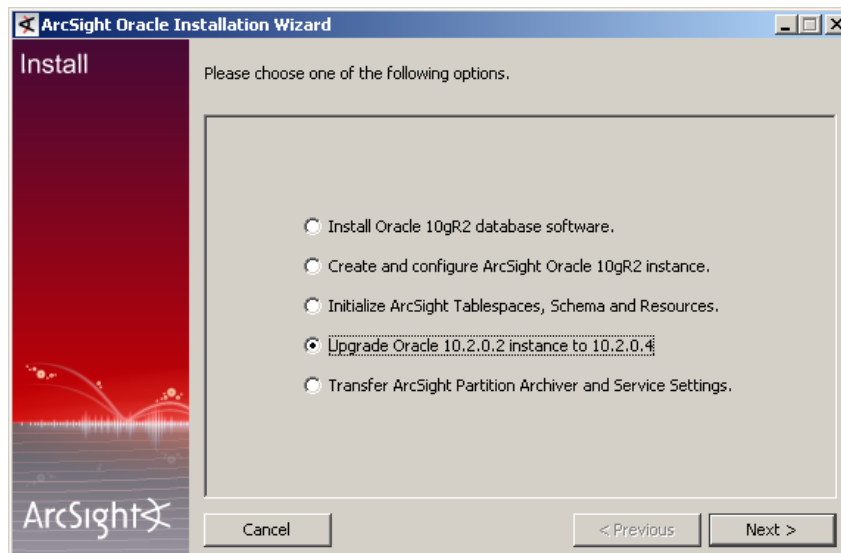 ArcSight Oracle Installation Wizard
Install
Please choose one of the following options.
Install Oracle 10gR2 database software.
Create and configure ArcSight Oracle 10gR2 instance.
Initialize ArcSight Tablespaces, Schema and Resources.
Upgrade Oracle 10.2.0.2 instance to 10.2.0.4
Transfer ArcSight Partition Archiver and Service Settings.
ArcSight
Cancel
< Previous
Next >